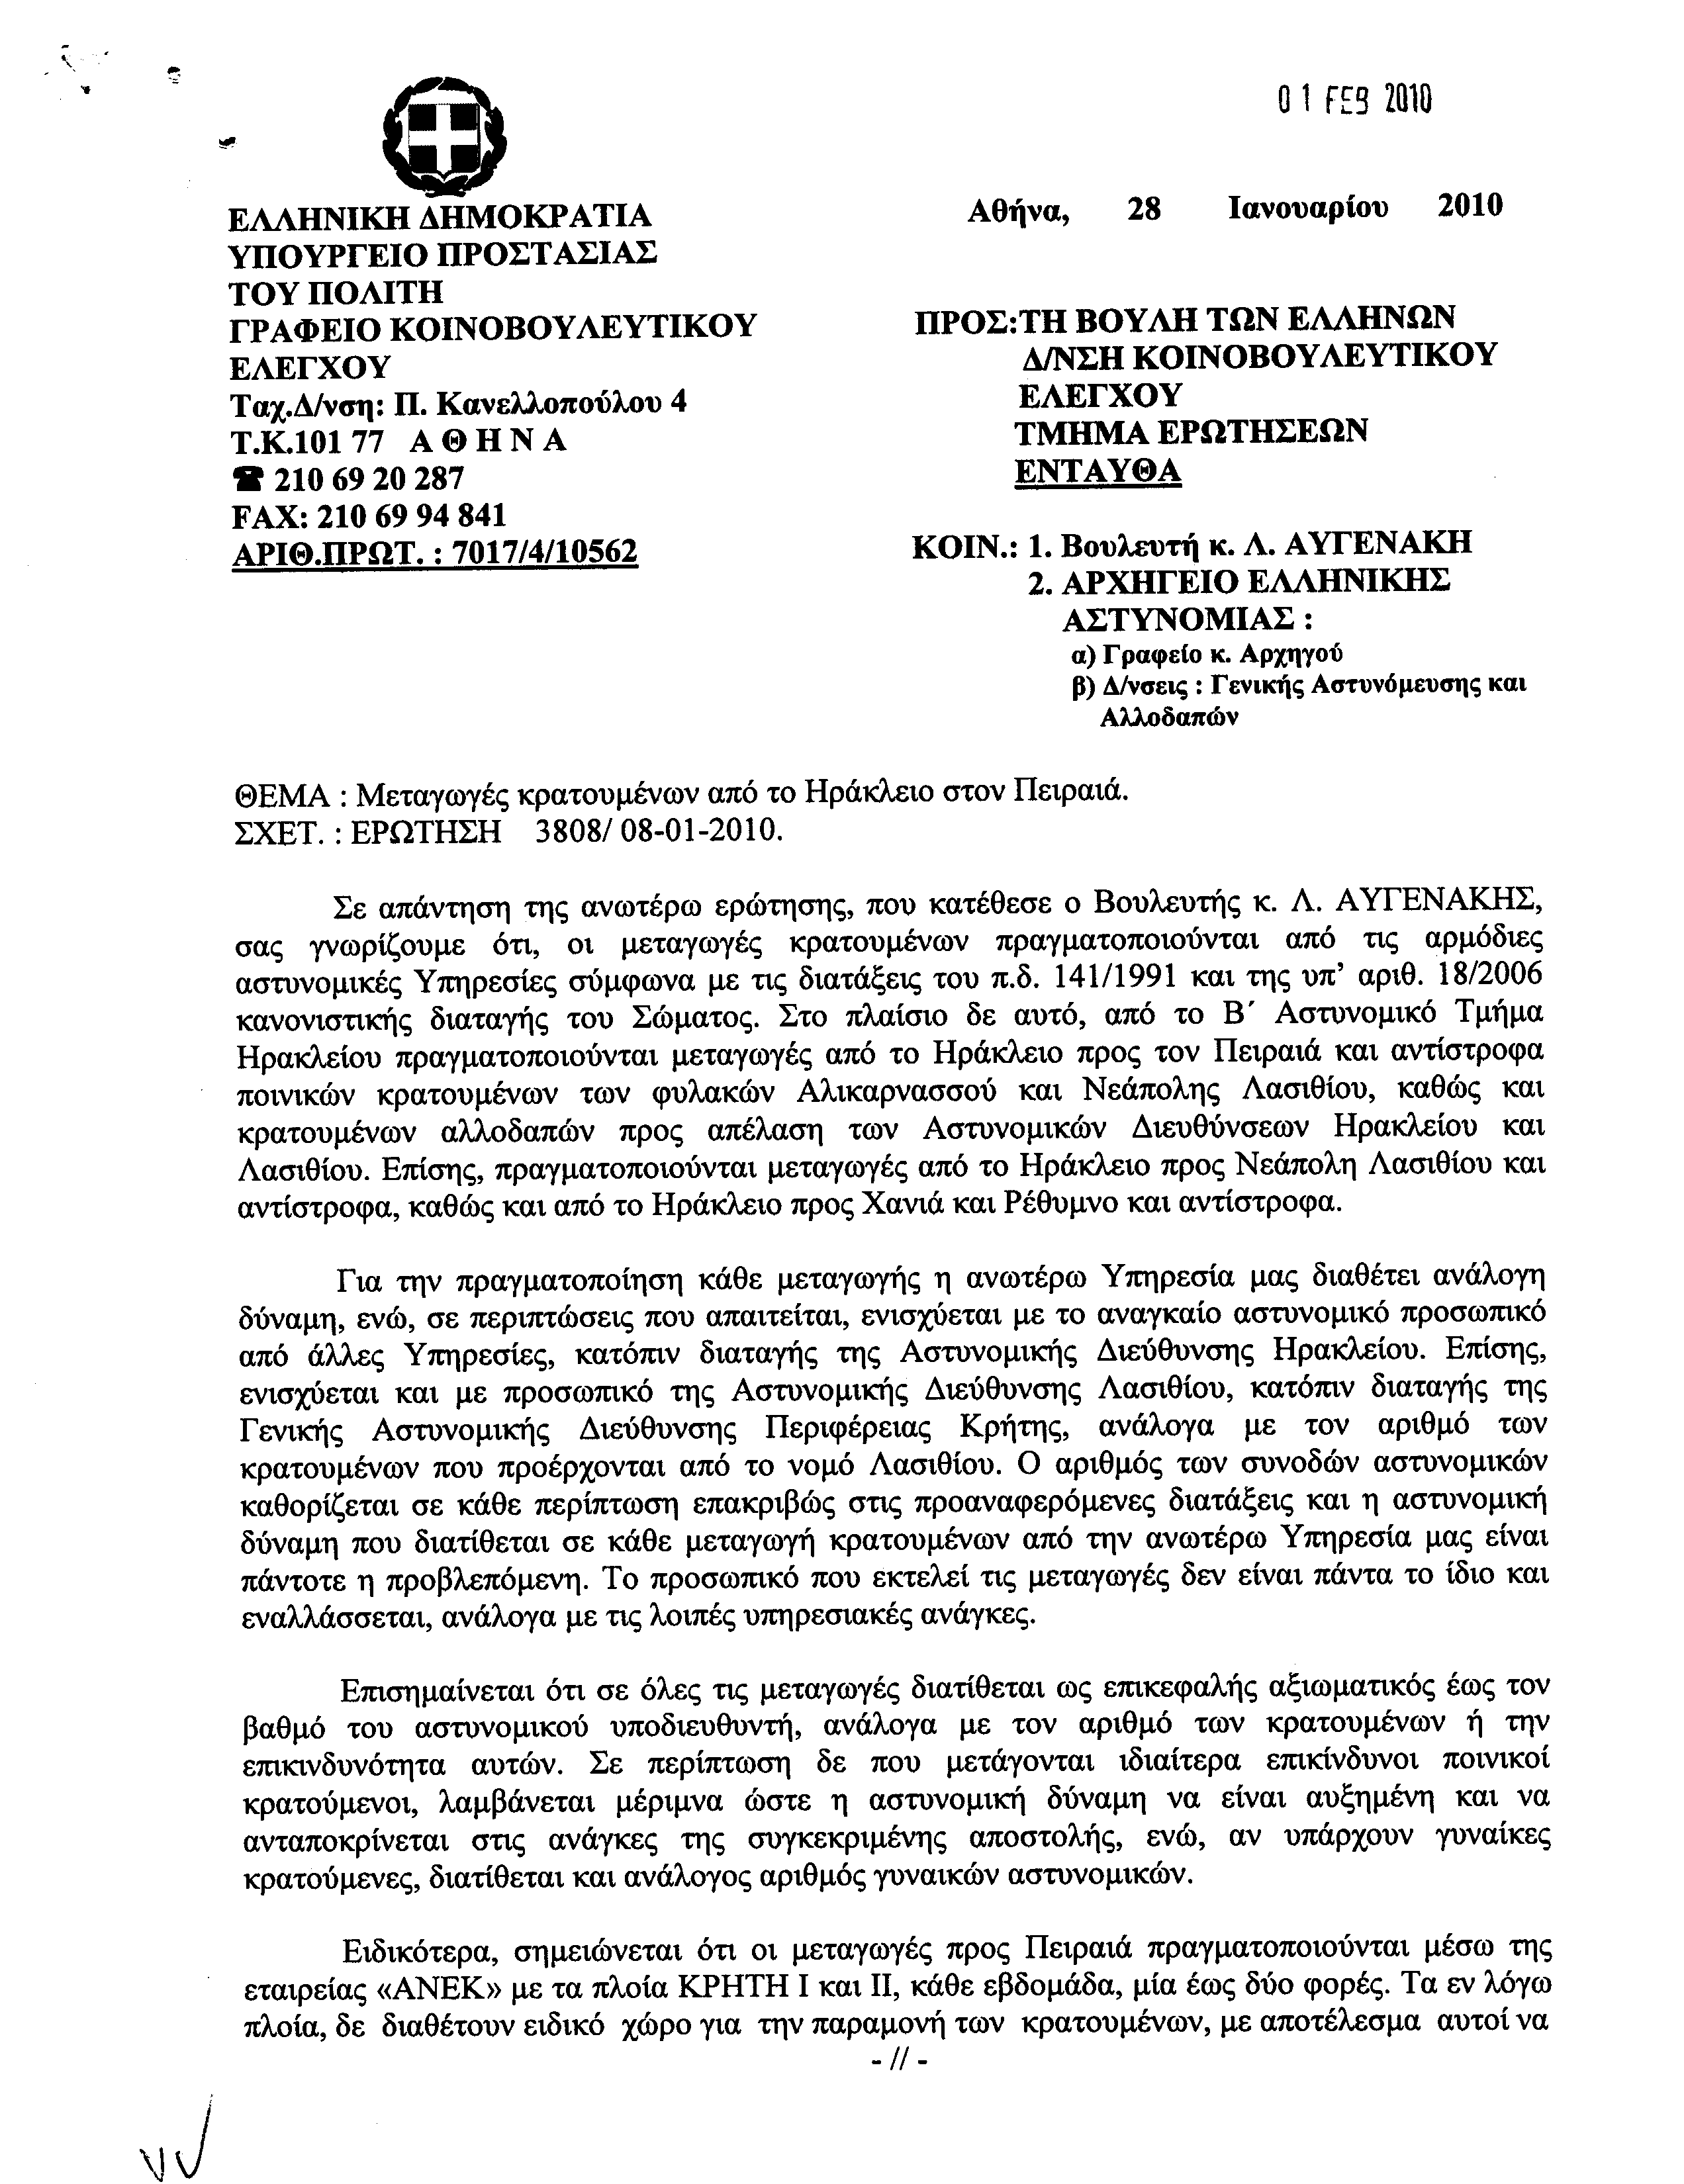 01 FEB 2010
ΕΛΛΗΝΙΚΗ ΔΗΜΟΚΡΑΤΙΑ
ΥΠΟΥΡΓΕΙΟ ΠΡΟΣΤΑΣΙΑΣ
ΤΟΥ ΠΟΛΙΤΗ
ΓΡΑΦΕΙΟ ΚΟΙΝΟΒΟΥΛΕΥΤΙΚΟΥ
ΕΛΕΓΧΟΥ
Ταχ.Δ/νση: Π. Κανελλοπούλου 4
Τ.Κ.101 77 Α Θ Η Ν Α
☎ 210 69 20 287
FAX: 210 69 94 841
ΑΡΙΘ.ΠΡΩΤ. : 7017/4/10562
Αθήνα, 28 Ιανουαρίου 2010
ΠΡΟΣ:ΤΗ ΒΟΥΛΗ ΤΩΝ ΕΛΛΗΝΩΝ
Δ/ΝΣΗ ΚΟΙΝΟΒΟΥΛΕΥΤΙΚΟΥ
ΕΛΕΓΧΟΥ
ΤΜΗΜΑ ΕΡΩΤΗΣΕΩΝ
ΕΝΤΑΥΘΑ
ΚΟΙΝ.: 1. Βουλευτή κ. Λ. ΑΥΓΕΝΑΚΗ
2. ΑΡΧΗΓΕΙΟ ΕΛΛΗΝΙΚΗΣ
ΑΣΤΥΝΟΜΙΑΣ :
α) Γραφείο κ. Αρχηγού
β) Δ/νσεις : Γενικής Αστυνόμευσης και
Αλλοδαπών
ΘΕΜΑ : Μεταγωγές κρατουμένων από το Ηράκλειο στον Πειραιά.
ΣΧΕΤ. : ΕΡΩΤΗΣΗ 3808/ 08-01-2010.
Σε απάντηση της ανωτέρω ερώτησης, που κατέθεσε ο Βουλευτής κ. Λ. ΑΥΓΕΝΑΚΗΣ,
σας γνωρίζουμε ότι, οι μεταγωγές κρατουμένων πραγματοποιούνται από τις αρμόδιες
αστυνομικές Υπηρεσίες σύμφωνα με τις διατάξεις του π.δ. 141/1991 και της υπ’ αριθ. 18/2006
κανονιστικής διαταγής του Σώματος. Στο πλαίσιο δε αυτό, από το Β΄ Αστυνομικό Τμήμα
Ηρακλείου πραγματοποιούνται μεταγωγές από το Ηράκλειο προς τον Πειραιά και αντίστροφα
ποινικών κρατουμένων των φυλακών Αλικαρνασσού και Νεάπολης Λασιθίου, καθώς και
κρατουμένων αλλοδαπών προς απέλαση των Αστυνομικών Διευθύνσεων Ηρακλείου και
Λασιθίου. Επίσης, πραγματοποιούνται μεταγωγές από το Ηράκλειο προς Νεάπολη Λασιθίου και
αντίστροφα, καθώς και από το Ηράκλειο προς Χανιά και Ρέθυμνο και αντίστροφα.
Για την πραγματοποίηση κάθε μεταγωγής η ανωτέρω Υπηρεσία μας διαθέτει ανάλογη
δύναμη, ενώ, σε περιπτώσεις που απαιτείται, ενισχύεται με το αναγκαίο αστυνομικό προσωπικό
από άλλες Υπηρεσίες, κατόπιν διαταγής της Αστυνομικής Διεύθυνσης Ηρακλείου. Επίσης,
ενισχύεται και με προσωπικό της Αστυνομικής Διεύθυνσης Λασιθίου, κατόπιν διαταγής της
Γενικής Αστυνομικής Διεύθυνσης Περιφέρειας Κρήτης, ανάλογα με τον αριθμό των
κρατουμένων που προέρχονται από το νομό Λασιθίου. Ο αριθμός των συνοδών αστυνομικών
καθορίζεται σε κάθε περίπτωση επακριβώς στις προαναφερόμενες διατάξεις και η αστυνομική
δύναμη που διατίθεται σε κάθε μεταγωγή κρατουμένων από την ανωτέρω Υπηρεσία μας είναι
πάντοτε η προβλεπόμενη. Το προσωπικό που εκτελεί τις μεταγωγές δεν είναι πάντα το ίδιο και
εναλλάσσεται, ανάλογα με τις λοιπές υπηρεσιακές ανάγκες.
Επισημαίνεται ότι σε όλες τις μεταγωγές διατίθεται ως επικεφαλής αξιωματικός έως τον
βαθμό του αστυνομικού υποδιευθυντή, ανάλογα με τον αριθμό των κρατουμένων ή την
επικινδυνότητα αυτών. Σε περίπτωση δε που μετάγονται ιδιαίτερα επικίνδυνοι ποινικοί
κρατούμενοι, λαμβάνεται μέριμνα ώστε η αστυνομική δύναμη να είναι αυξημένη και να
ανταποκρίνεται στις ανάγκες της συγκεκριμένης αποστολής, ενώ, αν υπάρχουν γυναίκες
κρατούμενες, διατίθεται και ανάλογος αριθμός γυναικών αστυνομικών.
Ειδικότερα, σημειώνεται ότι οι μεταγωγές προς Πειραιά πραγματοποιούνται μέσω της
εταιρείας «ΑΝΕΚ» με τα πλοία ΚΡΗΤΗ Ι και ΙΙ, κάθε εβδομάδα, μία έως δύο φορές. Τα εν λόγω
πλοία, δε διαθέτουν ειδικό χώρο για την παραμονή των κρατουμένων, με αποτέλεσμα αυτοί να
- // -